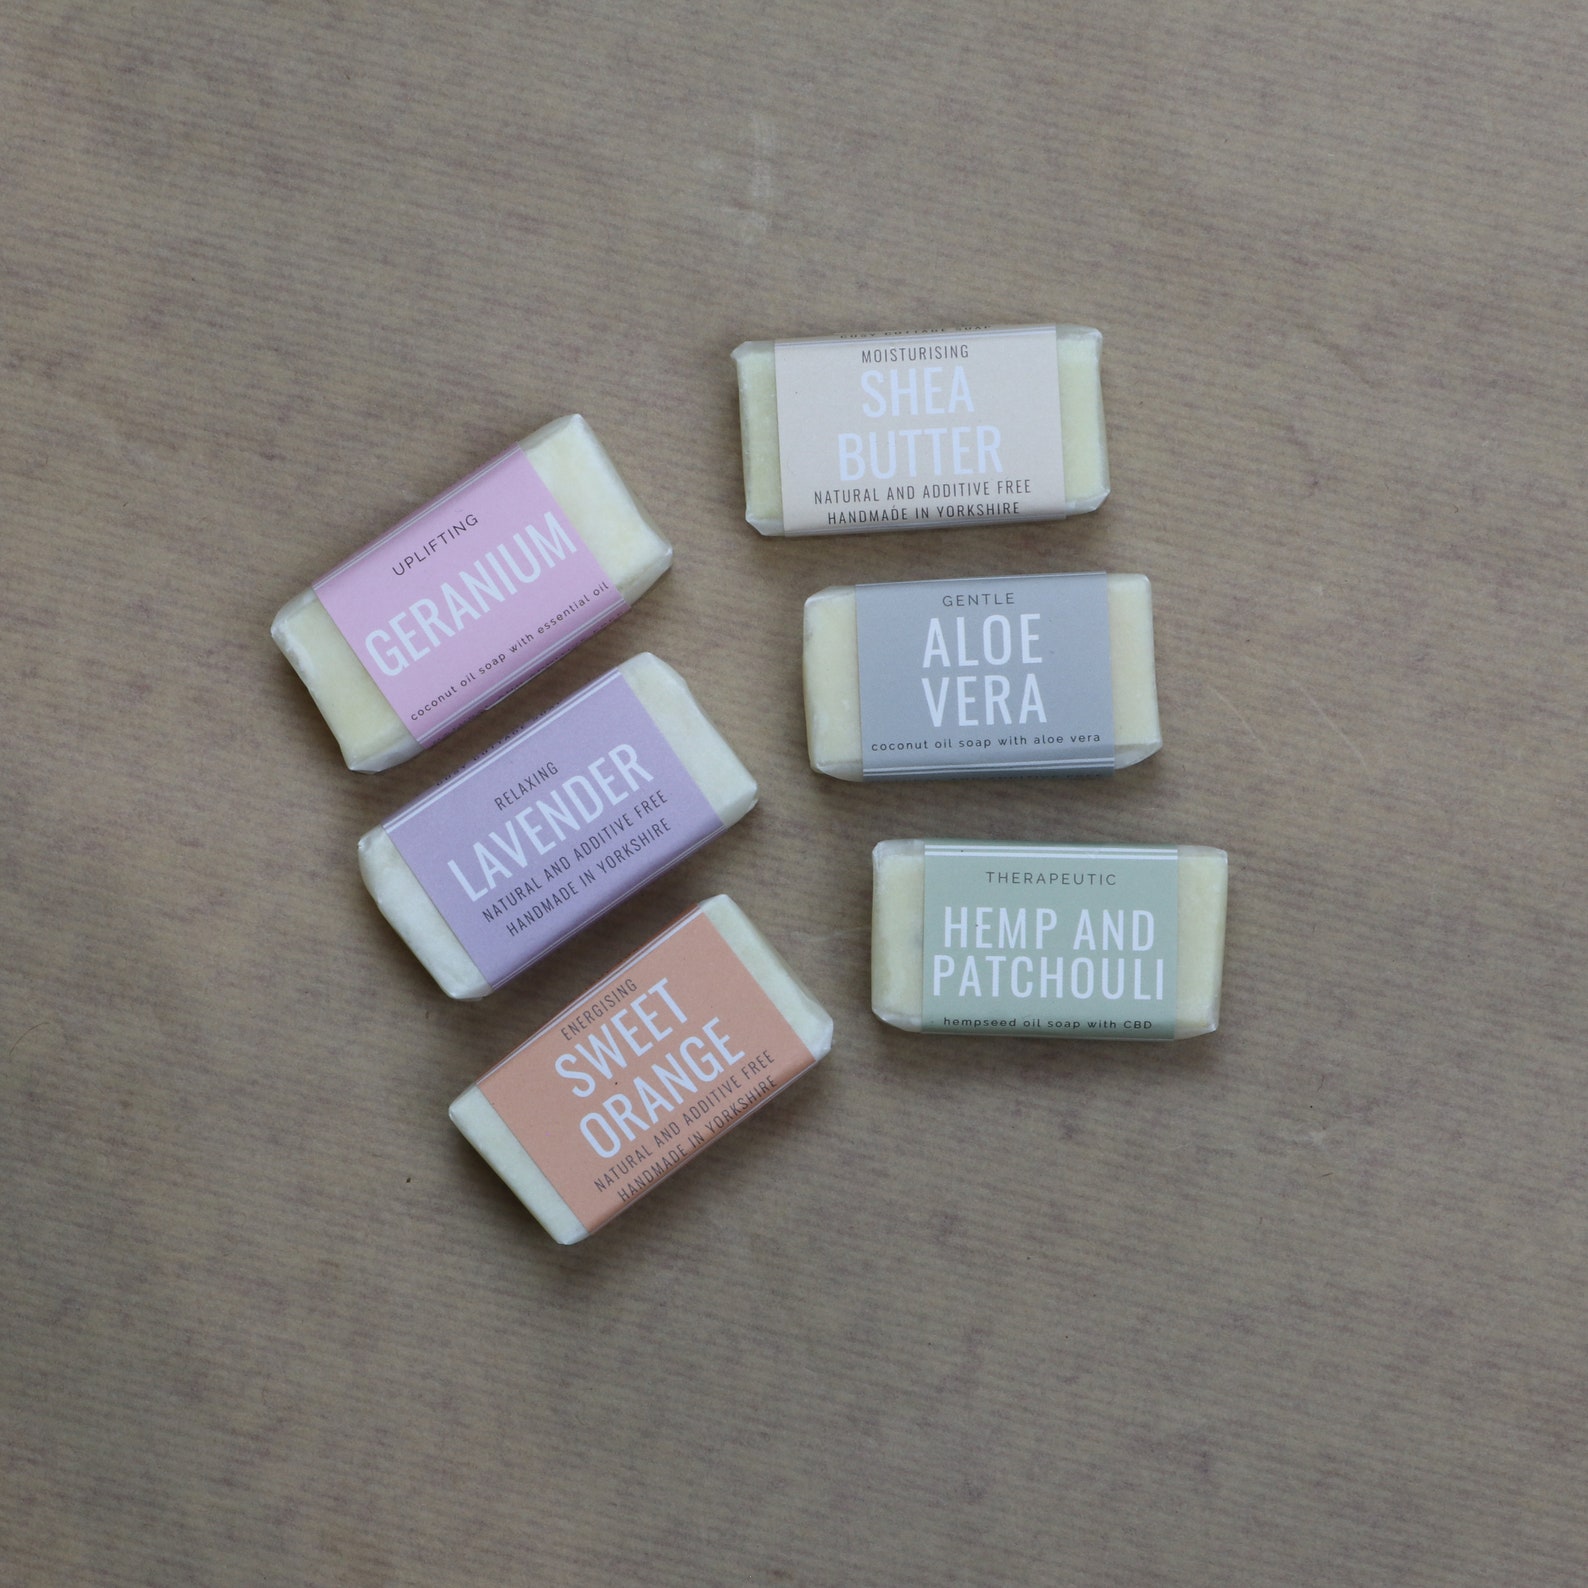 UPLIFTING
GERANIUM
coconut oil soap with essential oil
RELAXING
LAVENDER
NATURAL AND ADDITIVE FREE
HANDMADE IN YORKSHIRE
ENERGISING
SWEET
ORANGE
NATURAL AND ADDITIVE FREE
HANDMADE IN YORKSHIRE
MOISTURISING
SHEA
BUTTER
NATURAL AND ADDITIVE FREE
HANDMADE IN YORKSHIRE
GENTLE
ALOE
VERA
coconut oil soap with aloe vera
THERAPEUTIC
HEMP AND
PATCHOULI
hempseed oil soap with CBD